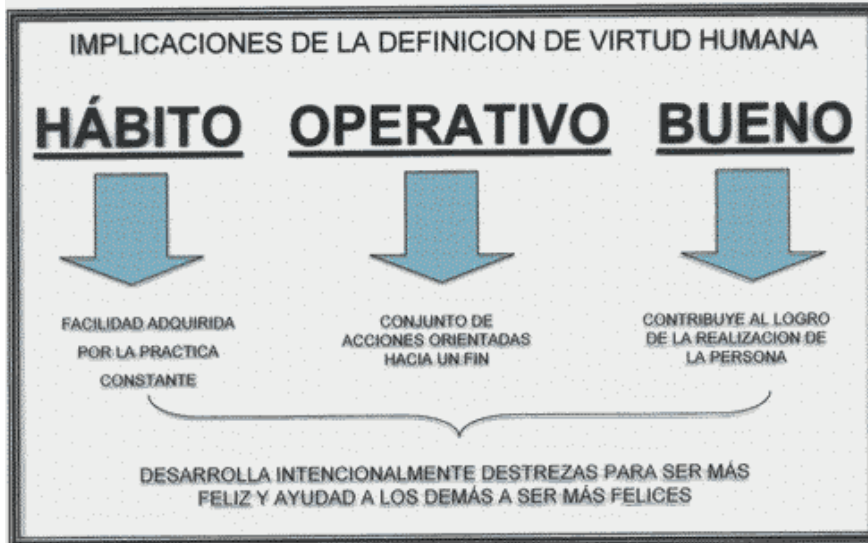 IMPLICACIONES DE LA DEFINICION DE VIRTUD HUMANA
HÁBITO
OPERATIVO
BUENO
FACILIDAD ADQUIRIDA
POR LA PRACTICA
CONSTANTE
CONJUNTO DE
ACCIONES ORIENTADAS
HACIA UN FIN
CONTRIBUYE AL LOGRO
DE LA REALIZACION DE
LA PERSONA
DESARROLLA INTENCIONALMENTE DESTREZAS PARA SER MÁS
FELIZ Y AYUDAD A LOS DEMÁS A SER MÁS FELICES